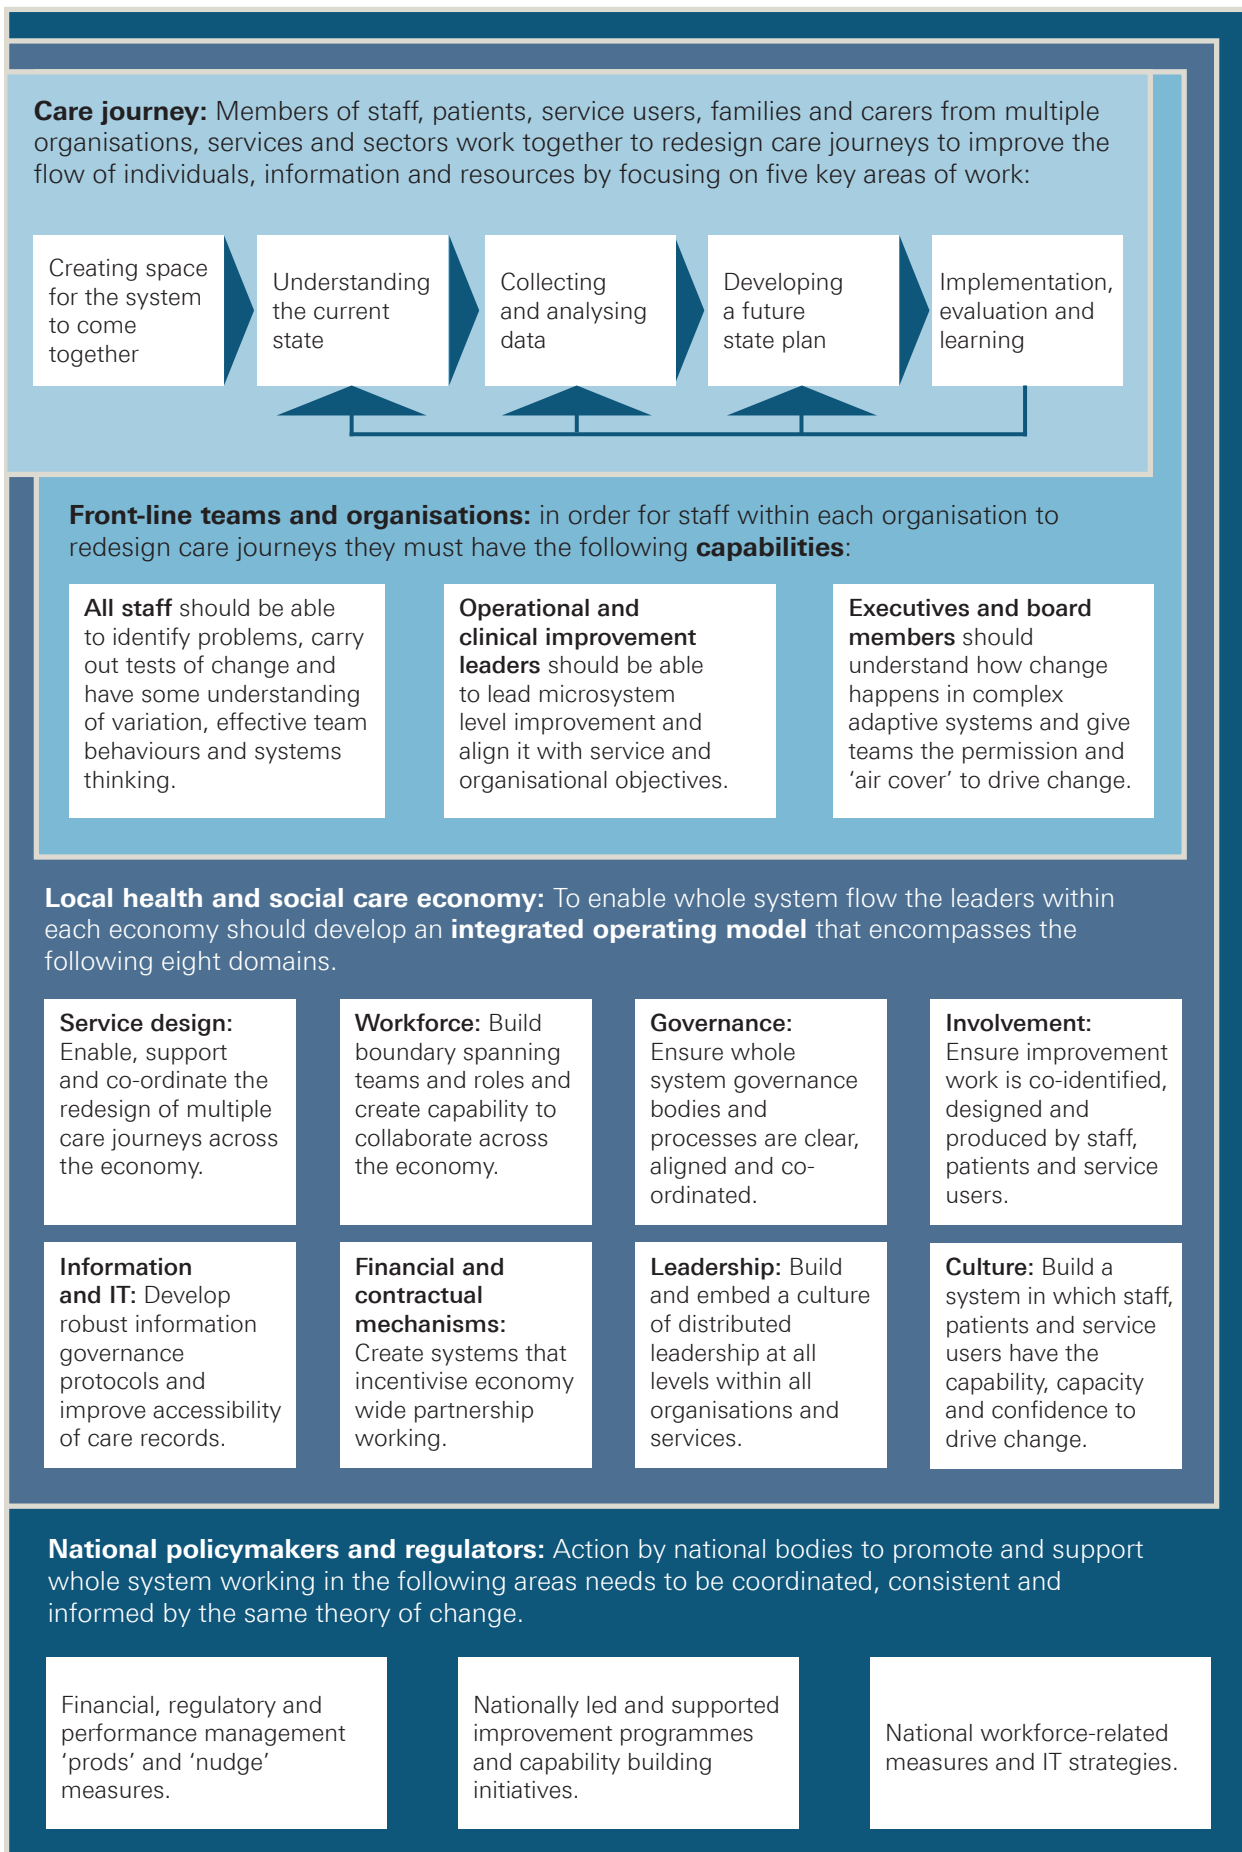 Care journey: Members of staff, patients, service users, families and carers from multiple
organisations, services and sectors work together to redesign care journeys to improve the
flow of individuals, information and resources by focusing on five key areas of work:
Creating space
for the system
to come
together
Understanding
the current
state
Collecting
and analysing
data
Developing
a future
state plan
Implementation,
evaluation and
learning
Front-line teams and organisations: in order for staff within each organisation to
redesign care journeys they must have the following capabilities:
All staff should be able
to identify problems, carry
out tests of change and
have some understanding
of variation, effective team
behaviours and systems
thinking.
Operational and
clinical improvement
leaders should be able
to lead microsystem
level improvement and
align it with service and
organisational objectives.
Executives and board
members should
understand how change
happens in complex
adaptive systems and give
teams the permission and
‘air cover’ to drive change.
Local health and social care economy: To enable whole system flow the leaders within
each economy should develop an integrated operating model that encompasses the
following eight domains.
Service design:
Enable, support
and co-ordinate the
redesign of multiple
care journeys across
the economy.
Workforce: Build
boundary spanning
teams and roles and
create capability to
collaborate across
the economy.
Governance:
Ensure whole
system governance
bodies and
processes are clear,
aligned and co-
ordinated.
Involvement:
Ensure improvement
work is co-identified,
designed and
produced by staff,
patients and service
users.
Information
and IT: Develop
robust information
governance
protocols and
improve accessibility
of care records.
Financial and
contractual
mechanisms:
Create systems that
incentivise economy
wide partnership
working.
Leadership: Build
and embed a culture
of distributed
leadership at all
levels within all
organisations and
services.
Culture: Build a
system in which staff,
patients and service
users have the
capability, capacity
and confidence to
drive change.
National policymakers and regulators: Action by national bodies to promote and support
whole system working in the following areas needs to be coordinated, consistent and
informed by the same theory of change.
Financial, regulatory and
performance management
‘prods’ and ‘nudge’
measures.
Nationally led and supported
improvement programmes
and capability building
initiatives.
National workforce-related
measures and IT strategies.